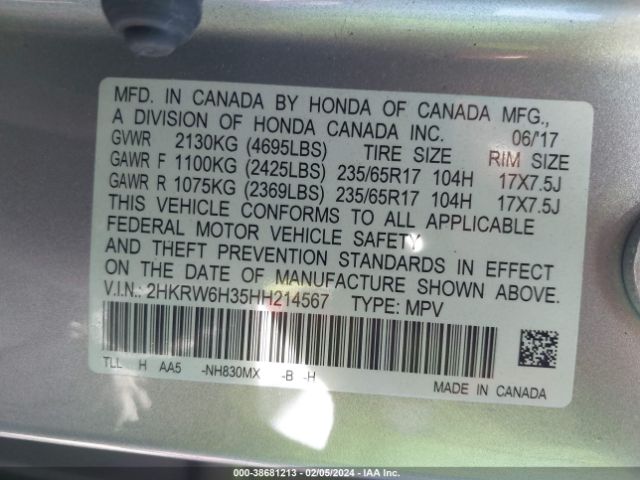 MFD. IN CANADA BY HONDA OF CANADA MFG.,
A DIVISION OF HONDA CANADA INC. 06/'17
GVWR 2130KG (4695LBS) TIRE SIZE RIM SIZE
GAWR F 1100KG (2425LBS) 235/65R17 104H 17X7.5J
GAWR R 1075KG (2369LBS) 235/65R17 104H 17X7.5J
THIS VEHICLE CONFORMS TO ALL APPLICABLE
FEDERAL MOTOR VEHICLE SAFETY
AND THEFT PREVENTION STANDARDS IN EFFECT
ON THE DATE OF MANUFACTURE SHOWN ABOVE.
V.I.N.: 2HKRW6H35HH214567 TYPE: MPV
TLL H AA5 -NH830MX -B -H
MADE IN CANADA
000-38681213 - 02/05/2024 - IAA Inc.